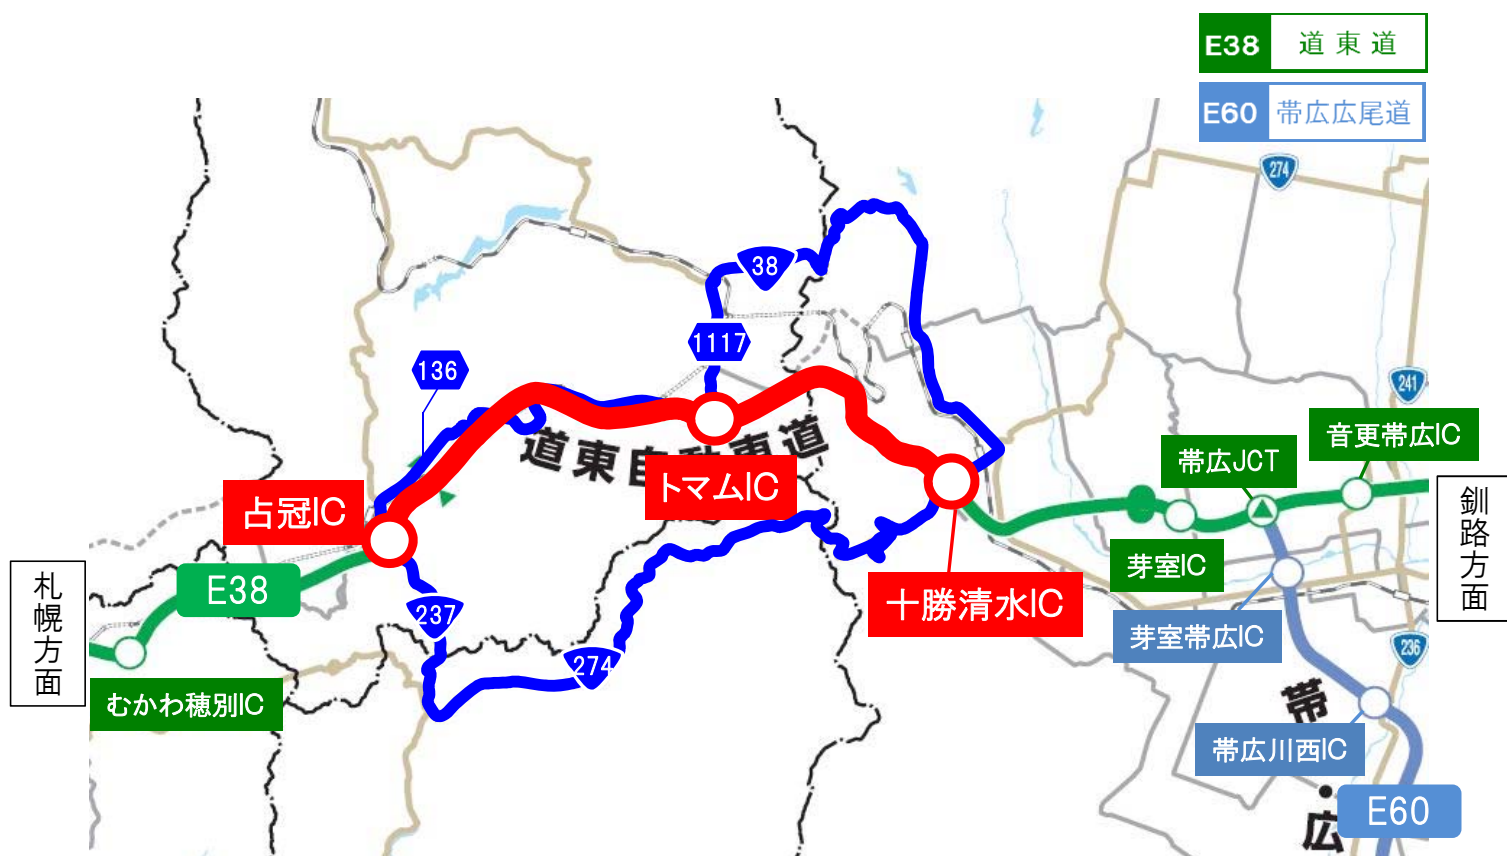 E38 道東道
E60 帯広広尾道
274
38
1117
136
241
音更帯広IC
帯広JCT
道東自動車道
トマムIC
占冠IC
釧路方面
芽室IC
札幌方面
E38
十勝清水IC
237
芽室帯広IC
274
236
むかわ穂別IC
帯広
帯広川西IC
E60